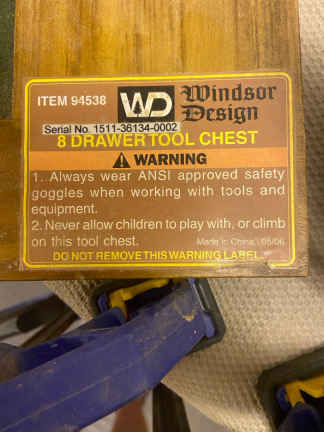 ITEM 94538 WD Windsor Design
Serial No. 1511-36134-0002
8 DRAWER TOOL CHEST
WARNING
1. Always wear ANSI approved safety
goggles when working with tools and
equipment.
2. Never allow children to play with, or climb
on this tool chest. Made in China 05/06
DO NOT REMOVE THIS WARNING LABEL.